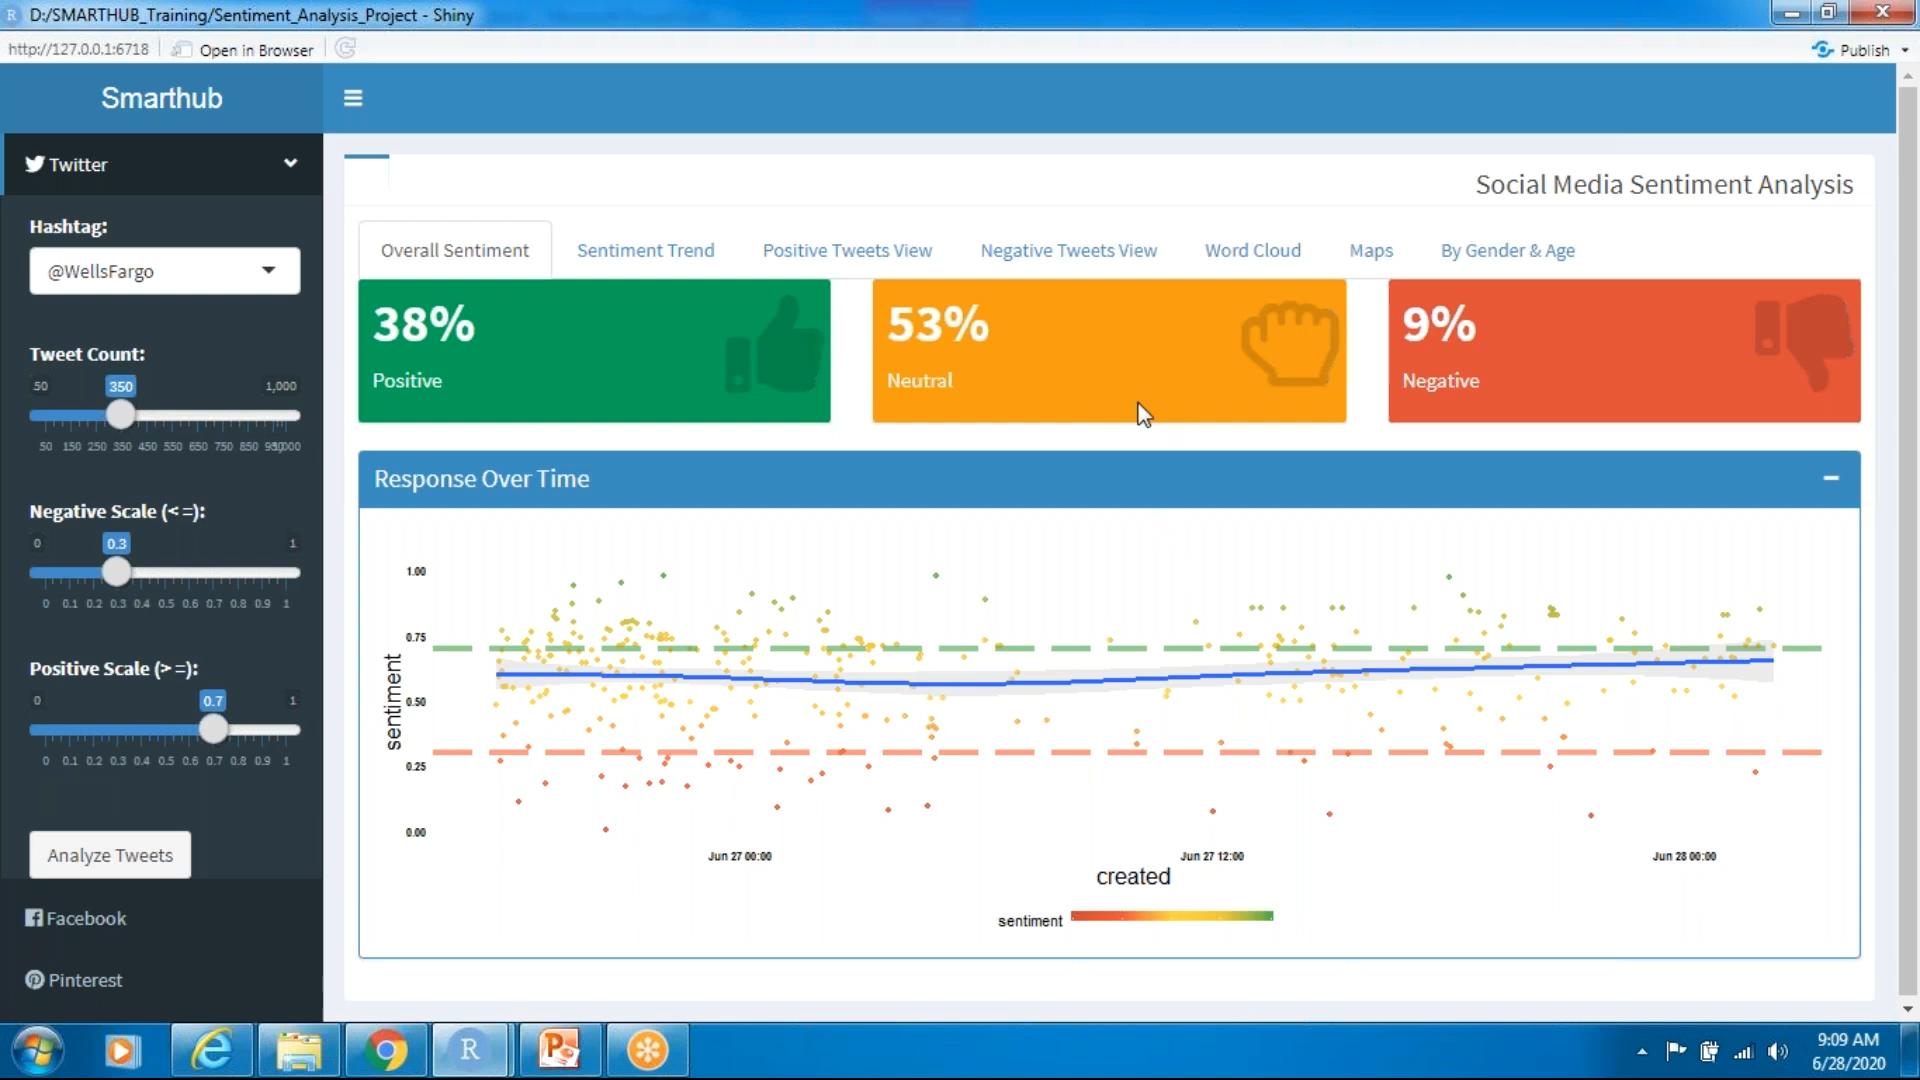 D:/SMARTHUB_Training/Sentiment_Analysis_Project - Shiny
http://127.0.0.1:6718 Open in Browser Publish
Smarthub
Twitter
Social Media Sentiment Analysis
Hashtag:
@WellsFargo
Overall Sentiment Sentiment Trend Positive Tweets View Negative Tweets View Word Cloud Maps By Gender & Age
38% 53% 9%
Positive Neutral Negative
Tweet Count:
50 350 1,000
50 150 250 350 450 550 650 750 850 950 1,000
Response Over Time
Negative Scale (< =):
0 0.3 1
0 0.1 0.2 0.3 0.4 0.5 0.6 0.7 0.8 0.9 1
Positive Scale (> =):
0 0.7 1
0 0.1 0.2 0.3 0.4 0.5 0.6 0.7 0.8 0.9 1
Analyze Tweets
Facebook
Pinterest
1.00
0.75
0.50
0.25
0.00
sentiment
Jun 27 00:00 Jun 27 12:00 Jun 28 00:00
created
sentiment
R
P
9:09 AM
6/28/2020